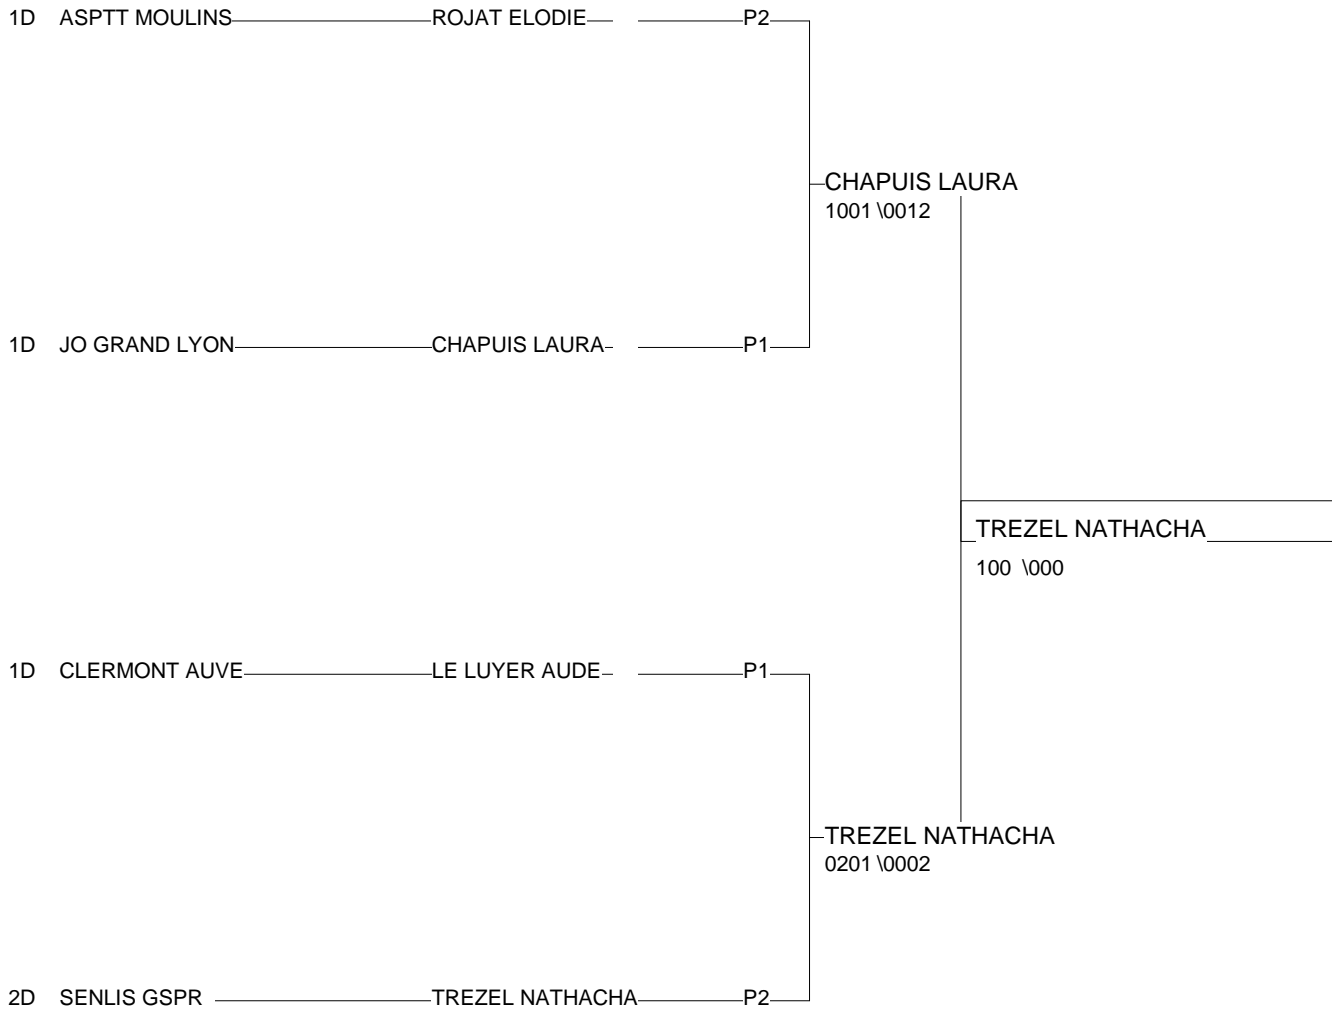 1D ASPTT MOULINS ROJAT ELODIE P2
CHAPUIS LAURA
1001 \0012
1D JO GRAND LYON CHAPUIS LAURA P1
TREZEL NATHACHA
100 \000
1D CLERMONT AUVE LE LUYER AUDE P1
TREZEL NATHACHA
0201 \0002
2D SENLIS GSPR TREZEL NATHACHA P2